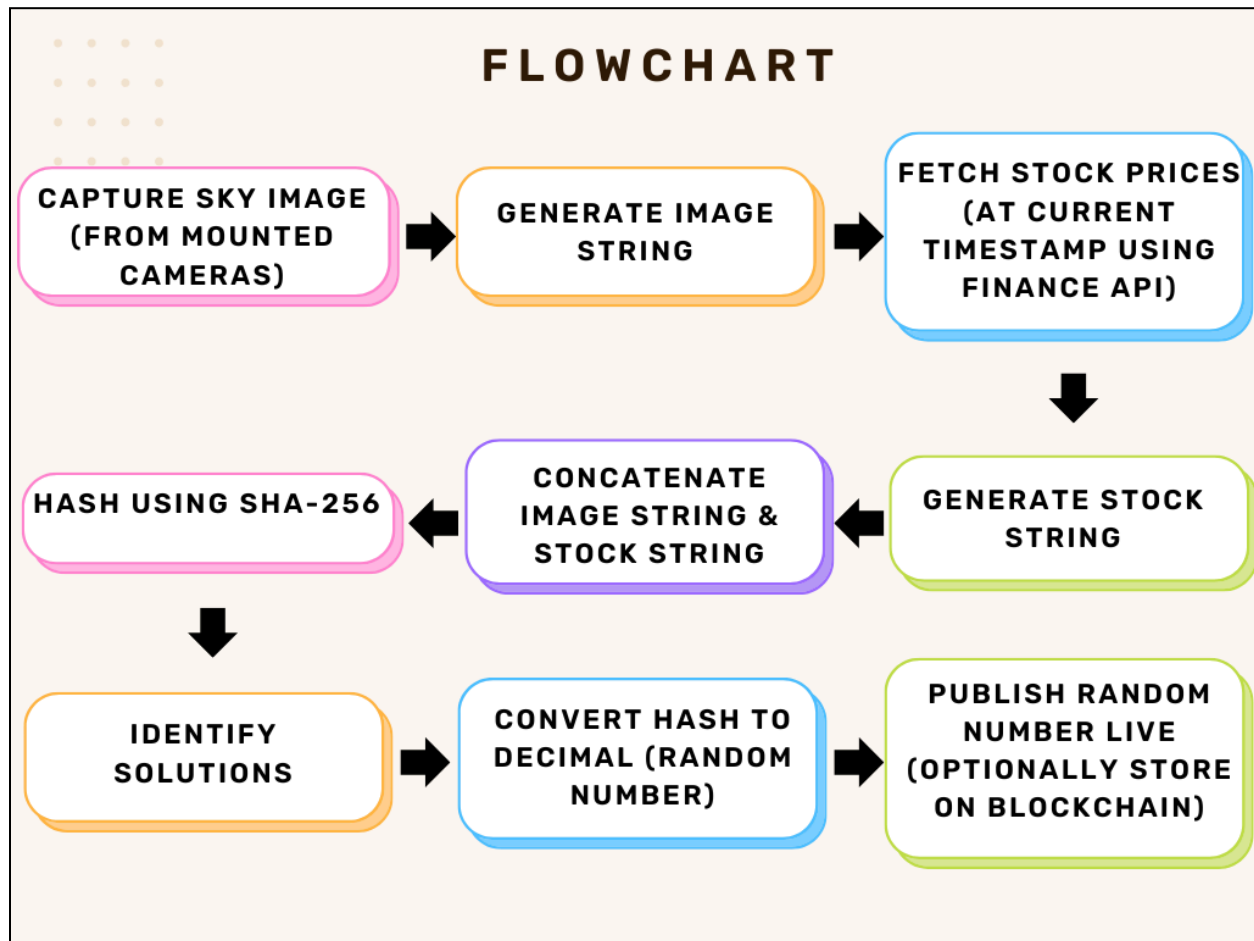 FLOWCHART
CAPTURE SKY IMAGE
(FROM MOUNTED
CAMERAS)
GENERATE IMAGE
STRING
FETCH STOCK PRICES
(AT CURRENT
TIMESTAMP USING
FINANCE API)
GENERATE STOCK
STRING
CONCATENATE
IMAGE STRING &
STOCK STRING
HASH USING SHA-256
IDENTIFY
SOLUTIONS
CONVERT HASH TO
DECIMAL (RANDOM
NUMBER)
PUBLISH RANDOM
NUMBER LIVE
(OPTIONALLY STORE
ON BLOCKCHAIN)